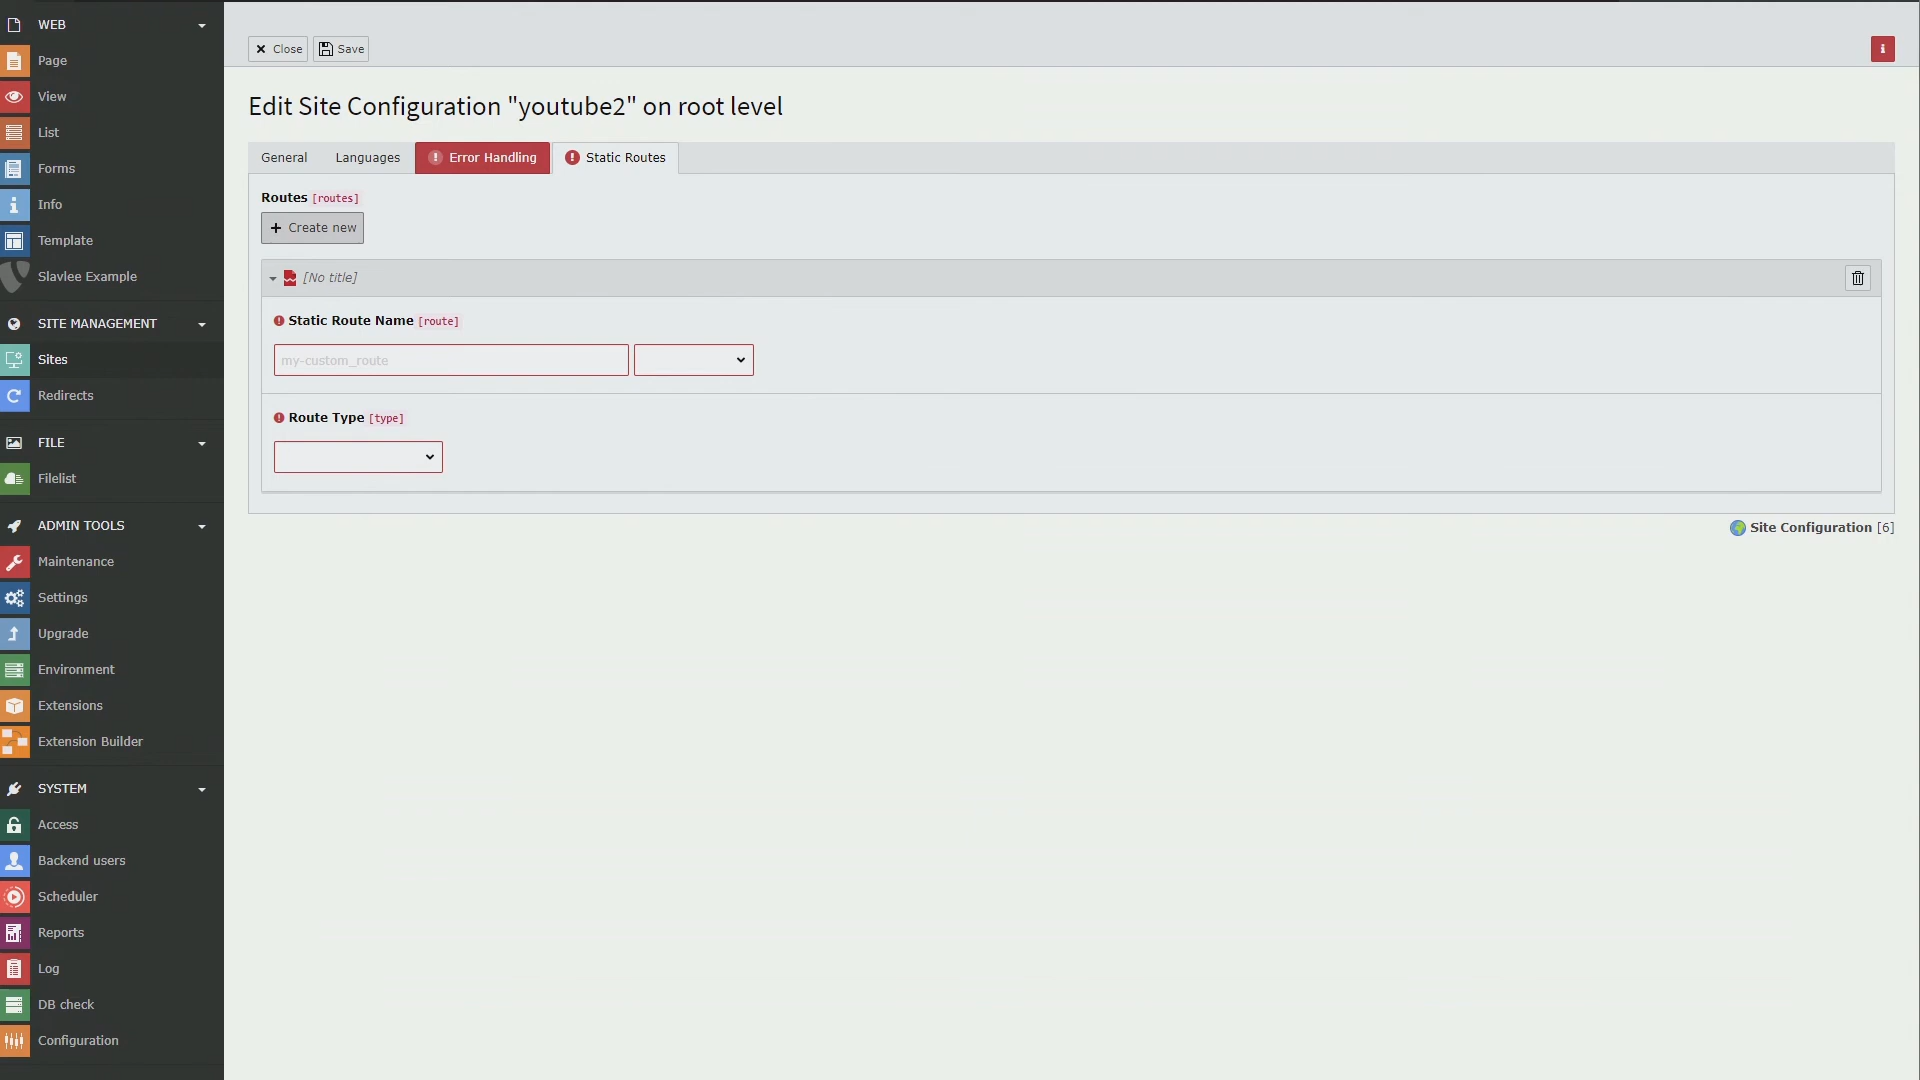 WEB
Page
View
List
Forms
Info
Template
Slavlee Example
SITE MANAGEMENT
Sites
Redirects
FILE
Filelist
ADMIN TOOLS
Maintenance
Settings
Upgrade
Environment
Extensions
Extension Builder
SYSTEM
Access
Backend users
Scheduler
Reports
Log
DB check
Configuration
Close Save
Edit Site Configuration "youtube2" on root level
General Languages Error Handling Static Routes
Routes [routes]
Create new
[No title]
Static Route Name [route]
my-custom_route
Route Type [type]
Site Configuration [6]